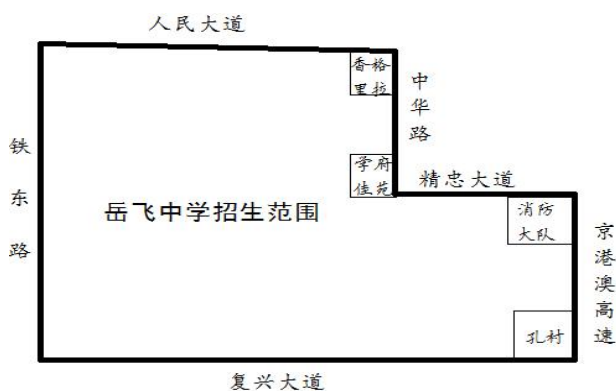 人民大道
香格
里拉
中华路
铁东路
学府
佳苑
精忠大道
岳飞中学招生范围
消防
大队
京港澳高速
孔村
复兴大道